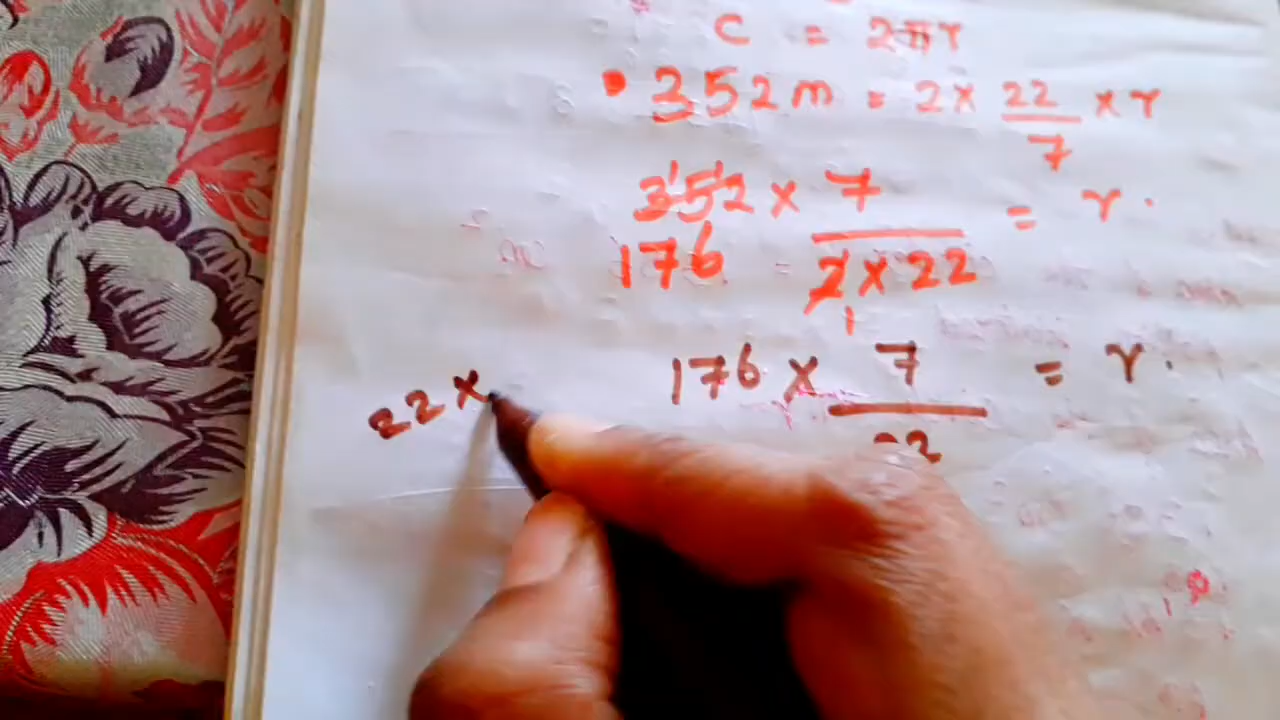 C = 2πr
352m = 2 × 22/7 × r
352 × 7/(2 × 22) = r.
176 1
176 × 7/22 = r.
22 ×